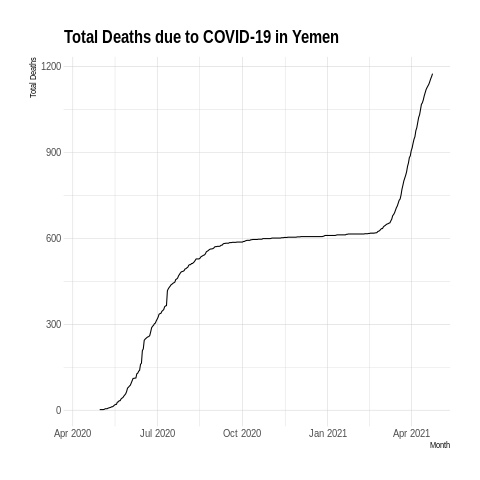 Total Deaths due to COVID-19 in Yemen
Total Deaths
1200
900
600
300
0
Apr 2020 Jul 2020 Oct 2020 Jan 2021 Apr 2021
Month